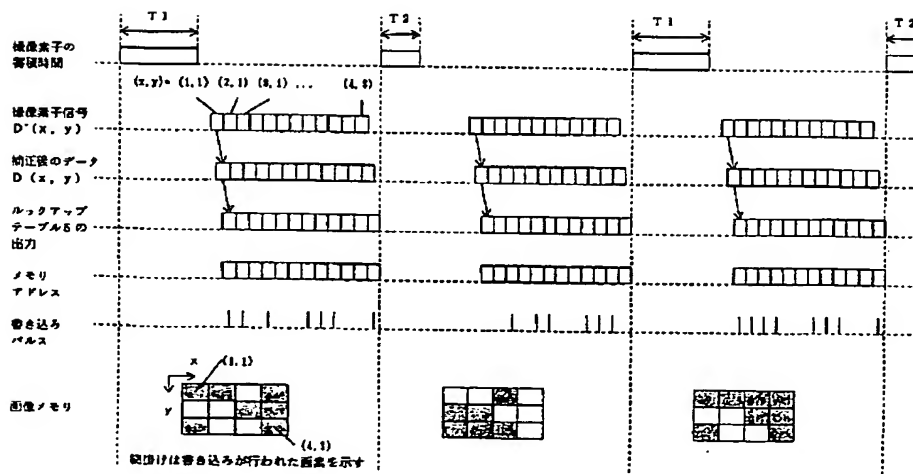 T1
T2
T1
T2
撮像素子の
蓄積時間
(x,y)= (1,1) (2,1) (3,1) ... (4,3)
撮像素子信号
D'(x, y)
補正後のデータ
D (x, y)
ルックアップ
テーブル5の
出力
メモリ
アドレス
書き込み
パルス
x
(1,1)
y
画像メモリ
(4,3)
網掛けは書き込みが行われた画素を示す